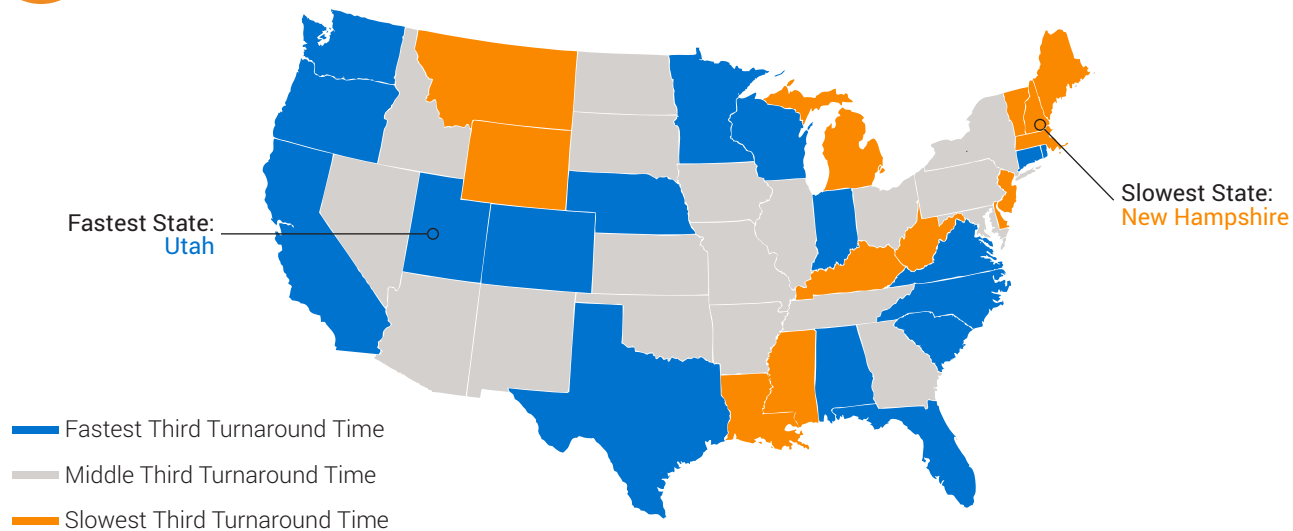 Fastest State:
Utah
Slowest State:
New Hampshire
Fastest Third Turnaround Time
Middle Third Turnaround Time
Slowest Third Turnaround Time